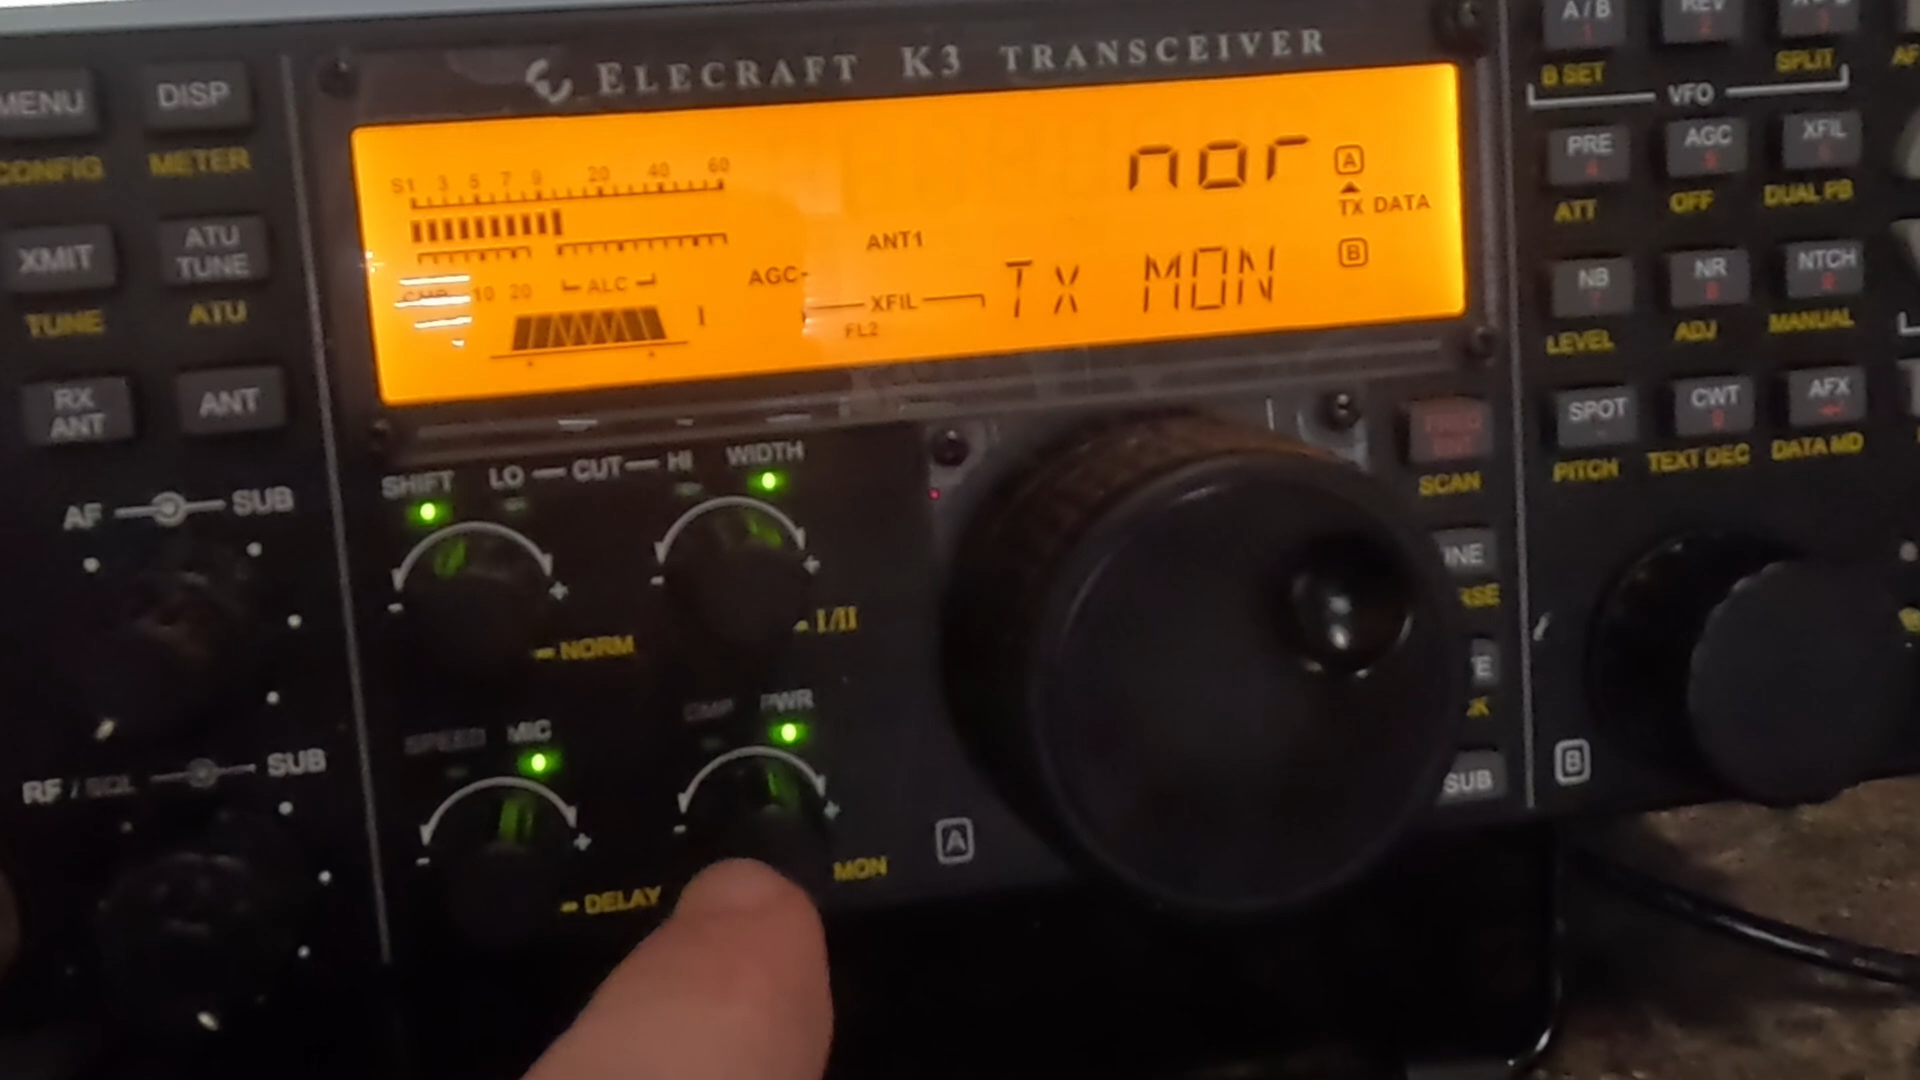 ELECRAFT K3 TRANSCEIVER
MENU
DISP
CONFIG
METER
XMIT
ATU
TUNE
TUNE
ATU
RX
ANT
ANT
S1 3 5 7 9 20 40 60
10 20
ALC
AGC-
ANT1
XFIL
FL2
I
nor
TX MON
A
TX DATA
B
A/B
REV
B SET
SPLIT
VFO
PRE
AGC
XFIL
ATT
OFF
DUAL PB
NB
NR
NTCH
LEVEL
ADJ
MANUAL
SPOT
CWT
AFX
PITCH
TEXT DEC
DATA MD
SCAN
SUB
B
AF
SUB
RF / SQL
SUB
SHIFT
LO CUT HI
WIDTH
- +
- +
NORM
I/II
SPEED
MIC
CMP
PWR
- +
- +
DELAY
MON
A